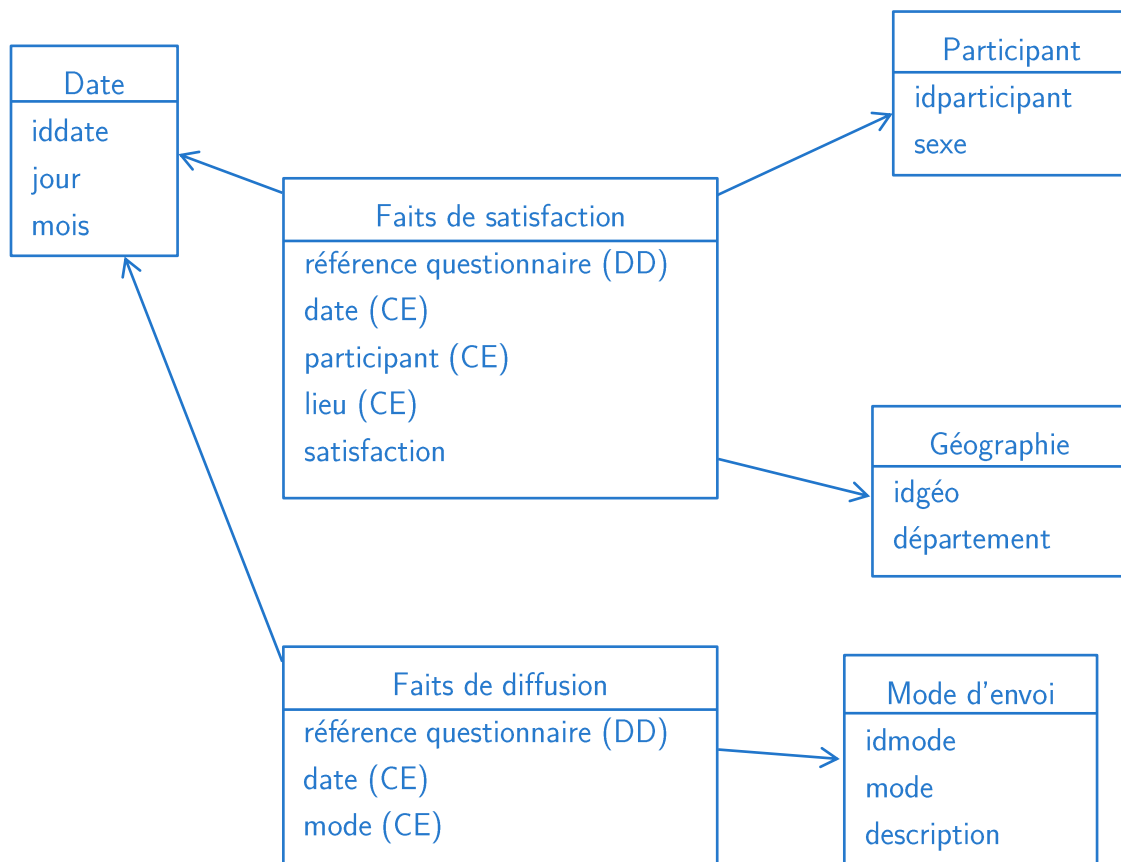 Date
iddate
jour
mois
Participant
idparticipant
sexe
Faits de satisfaction
référence questionnaire (DD)
date (CE)
participant (CE)
lieu (CE)
satisfaction
Géographie
idgéo
département
Faits de diffusion
référence questionnaire (DD)
date (CE)
mode (CE)
Mode d'envoi
idmode
mode
description